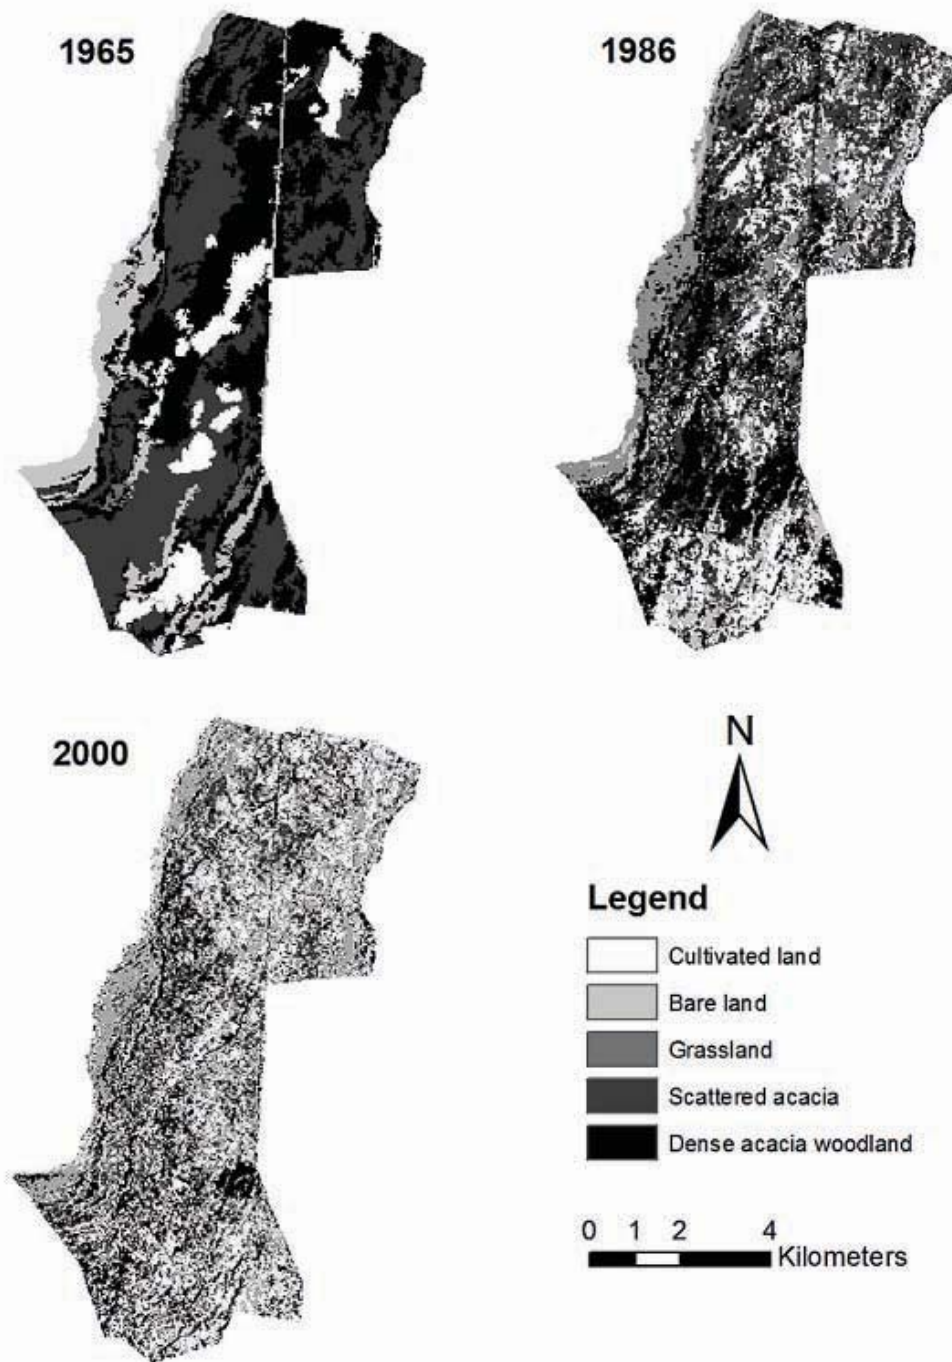 1965
1986
2000
N
Legend
Cultivated land
Bare land
Grassland
Scattered acacia
Dense acacia woodland
0 1 2 4
Kilometers